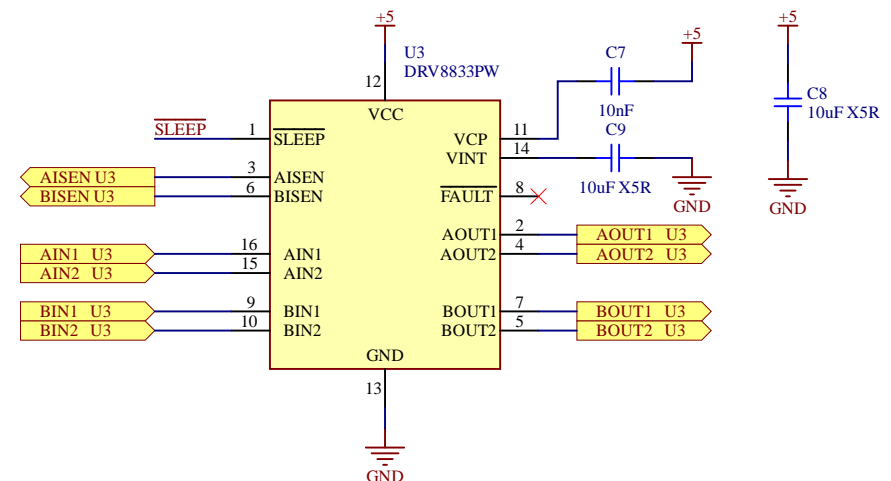 +5
U3
DRV8833PW
12
VCC
SLEEP
1
SLEEP
AISEN U3
3
AISEN
BISEN U3
6
BISEN
AIN1 U3
16
AIN1
AIN2 U3
15
AIN2
BIN1 U3
9
BIN1
BIN2 U3
10
BIN2
VCP
11
VINT
14
FAULT
8
AOUT1
2
AOUT1 U3
AOUT2
4
AOUT2 U3
BOUT1
7
BOUT1 U3
BOUT2
5
BOUT2 U3
GND
13
GND
C7
10nF
+5
C9
10uF X5R
GND
+5
C8
10uF X5R
GND